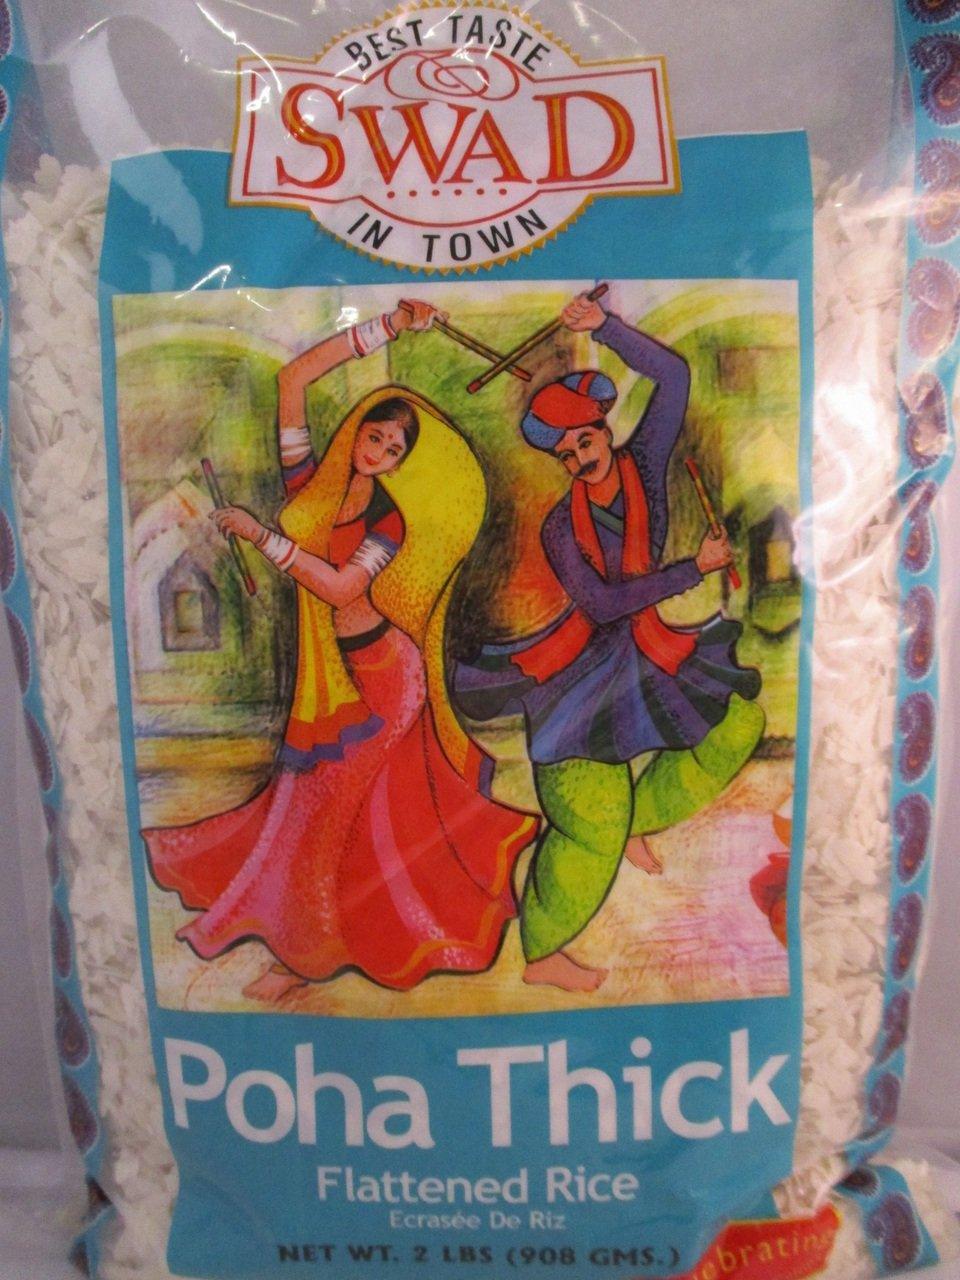 BEST TASTE
SWAD
IN TOWN
Poha Thick
Flattened Rice
Ecrasée De Riz
NET WT. 2 LBS (908 GMS.)